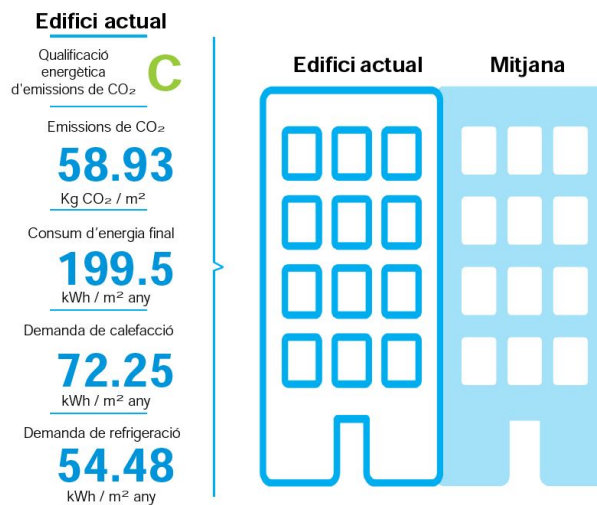 Edifici actual
Qualificació
energètica
d'emissions de CO₂
C
Emissions de CO₂
58.93
Kg CO₂ / m²
Consum d'energia final
199.5
kWh / m² any
Demanda de calefacció
72.25
kWh / m² any
Demanda de refrigeració
54.48
kWh / m² any
Edifici actual
Mitjana